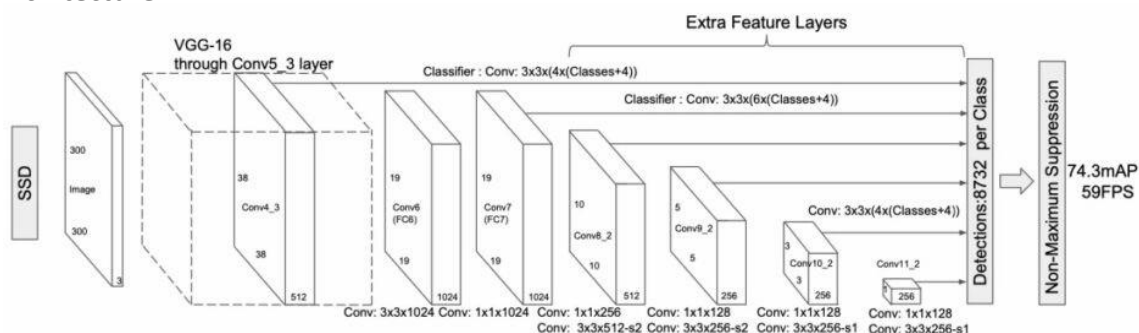 Extra Feature Layers
VGG-16
through Conv5_3 layer
Classifier : Conv: 3x3x(4x(Classes+4))
Classifier : Conv: 3x3x(6x(Classes+4))
SSD
300
Image
300
3
38
Conv4_3
38
512
19
Conv6
(FC6)
19
1024
19
Conv7
(FC7)
19
1024
10
Conv8_2
10
512
5
Conv9_2
5
256
Conv: 3x3x(4x(Classes+4))
3
Conv10_2
3
256
Conv11_2
1
256
Detections:8732 per Class
Non-Maximum Suppression
74.3mAP
59FPS
Conv: 3x3x1024
Conv: 1x1x1024
Conv: 1x1x256
Conv: 3x3x512-s2
Conv: 1x1x128
Conv: 3x3x256-s2
Conv: 1x1x128
Conv: 3x3x256-s1
Conv: 1x1x128
Conv: 3x3x256-s1